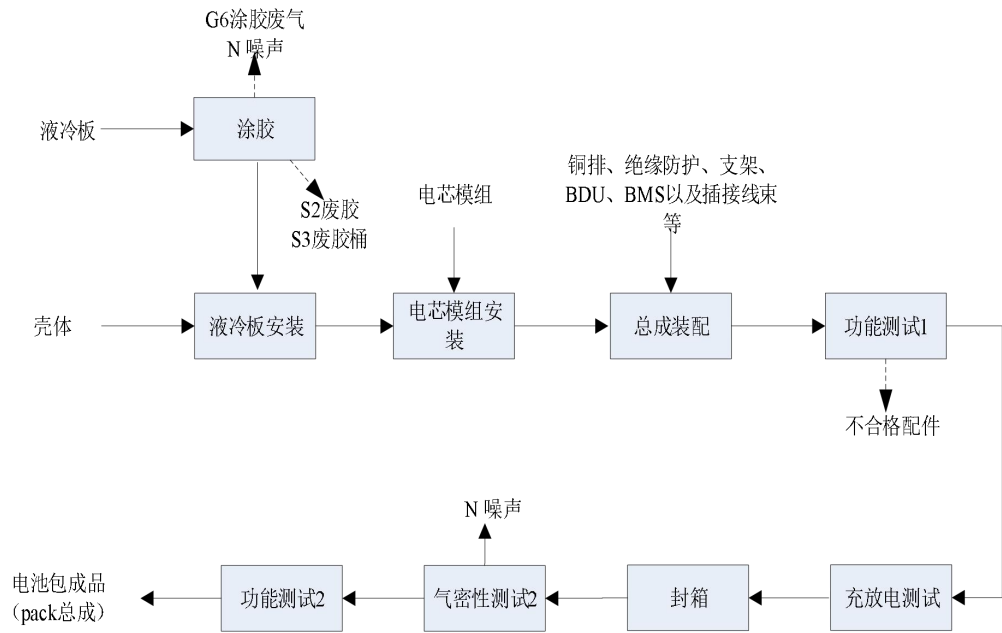 G6涂胶废气
N 噪声
液冷板
涂胶
S2废胶
S3废胶桶
电芯模组
铜排、绝缘防护、支架、
BDU、BMS以及插接线束
等
壳体
液冷板安装
电芯模组安
装
总成装配
功能测试1
不合格配件
N 噪声
电池包成品
（pack总成）
功能测试2
气密性测试2
封箱
充放电测试